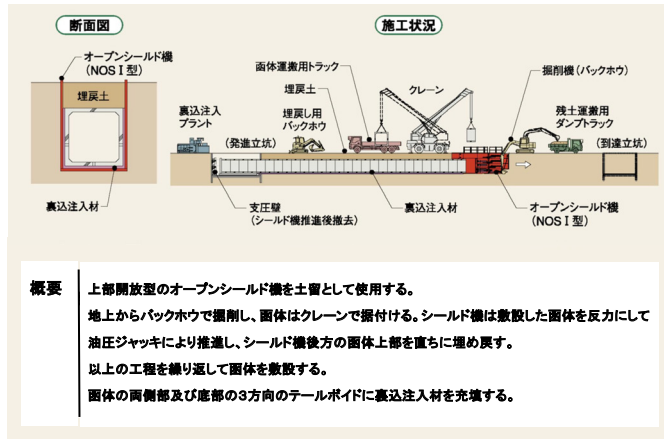 断面図
オープンシールド機
(NOSⅠ型)
埋戻土
裏込注入材
施工状況
函体運搬用トラック
埋戻土
埋戻し用
バックホウ
裏込注入
プラント
(発進立坑)
クレーン
掘削機(バックホウ)
残土運搬用
ダンプトラック
(到達立坑)
支圧壁
(シールド機推進後撤去)
裏込注入材
オープンシールド機
(NOSⅠ型)
概要
上部開放型のオープンシールド機を土留として使用する。
地上からバックホウで掘削し、函体はクレーンで据付ける。シールド機は敷設した函体を反力にして
油圧ジャッキにより推進し、シールド機後方の函体上部を直ちに埋め戻す。
以上の工程を繰り返して函体を敷設する。
函体の両側部及び底部の3方向のテールボイドに裏込注入材を充填する。